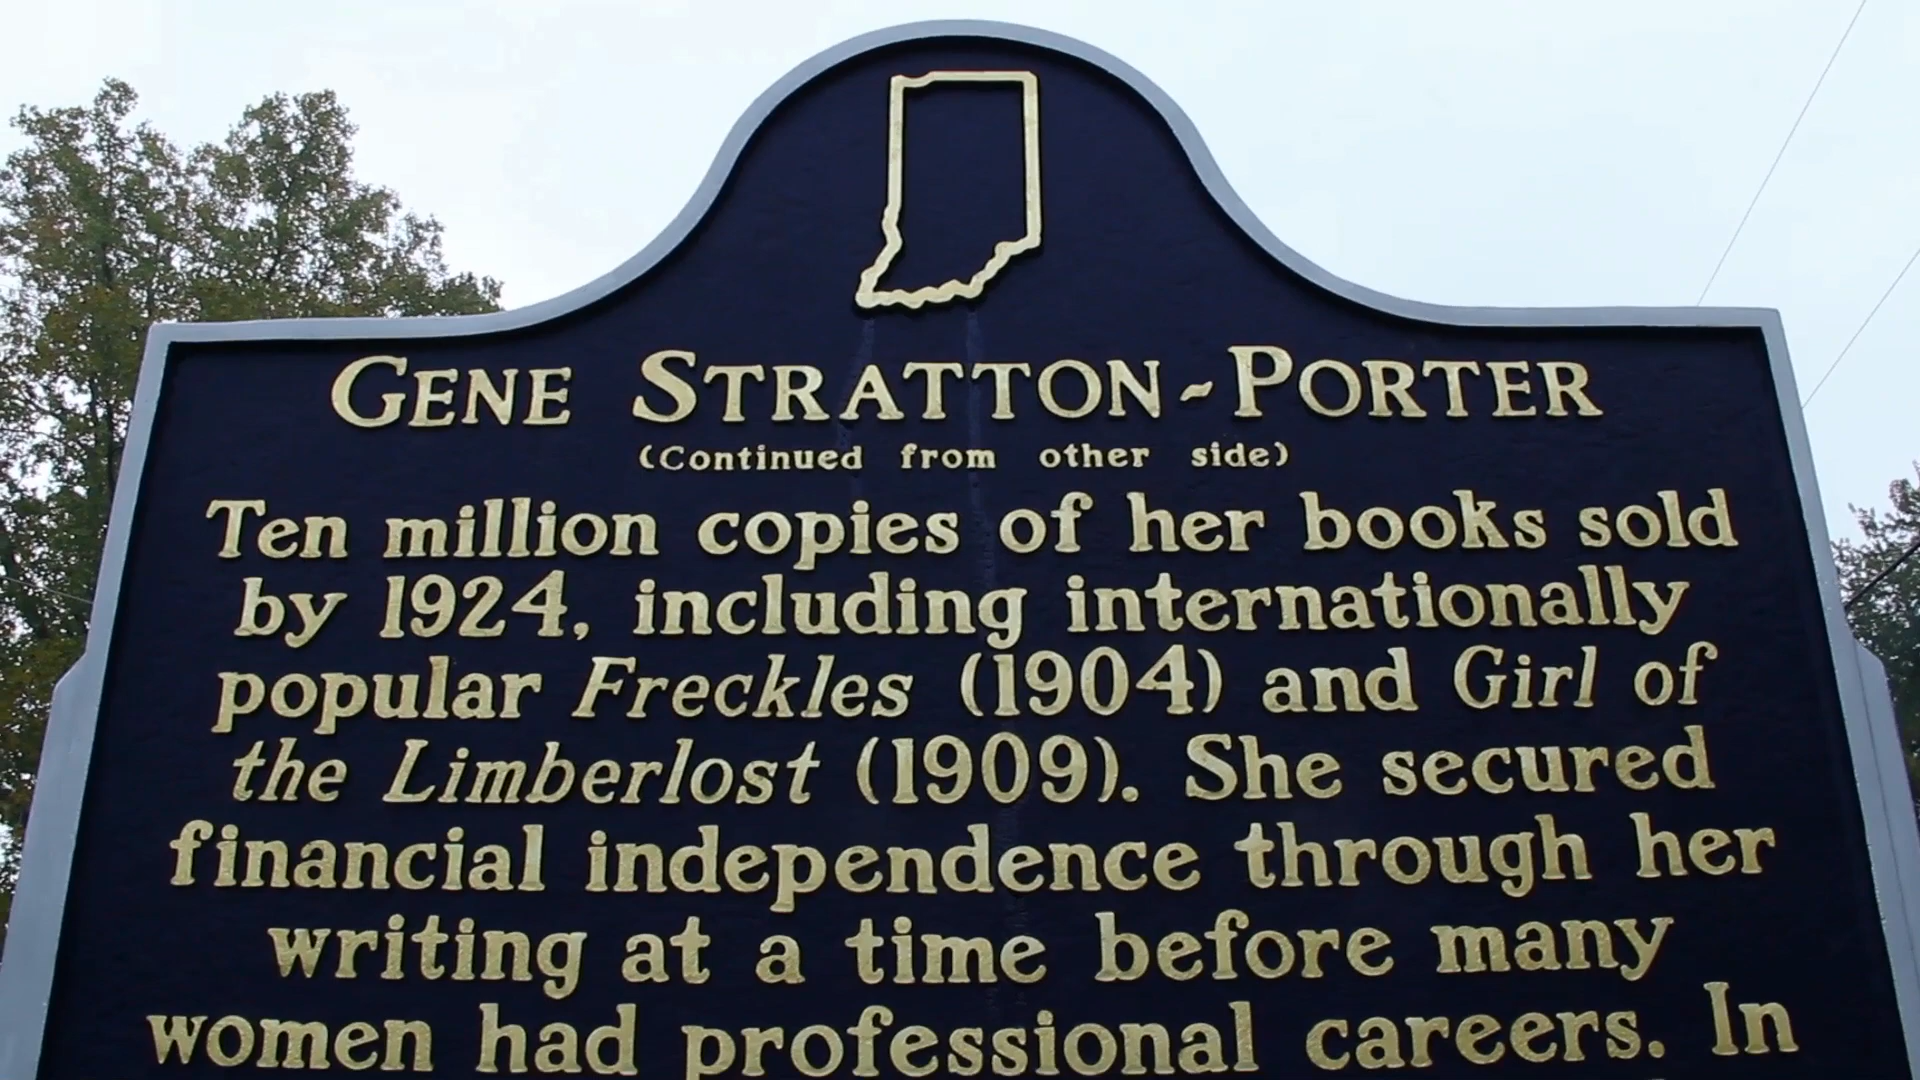 GENE STRATTON-PORTER
(Continued from other side)
Ten million copies of her books sold
by 1924, including internationally
popular Freckles (1904) and Girl of
the Limberlost (1909). She secured
financial independence through her
writing at a time before many
women had professional careers. In